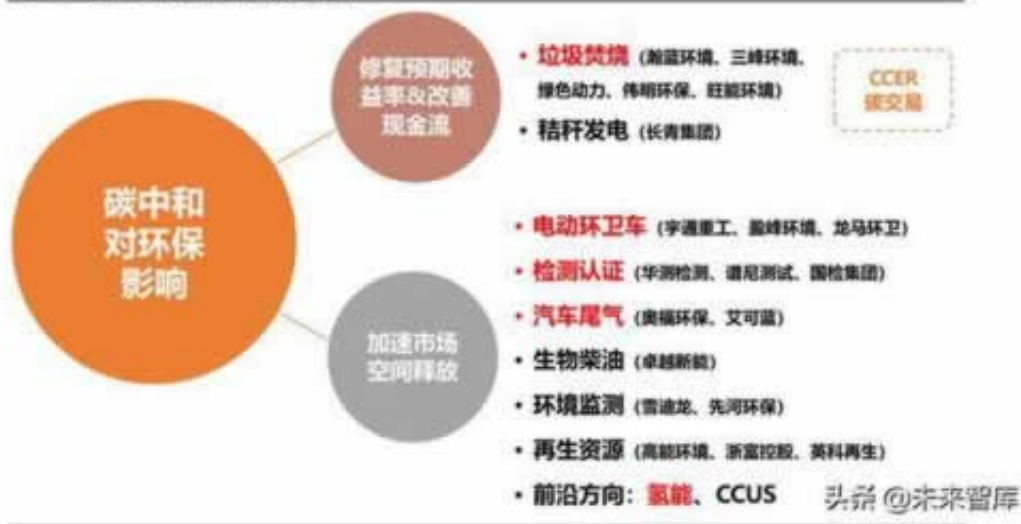 碳中和
对环保
影响
修复预期收
益率&改善
现金流
• 垃圾焚烧（瀚蓝环境、三峰环境、
绿色动力、伟明环保、旺能环境）
• 秸秆发电（长青集团）
CCER
碳交易
加速市场
空间释放
• 电动环卫车（宇通重工、盈峰环境、龙马环卫）
• 检测认证（华测检测、谱尼测试、国检集团）
• 汽车尾气（奥福环保、艾可蓝）
• 生物柴油（卓越新能）
• 环境监测（雪迪龙、先河环保）
• 再生资源（高能环境、浙富控股、英科再生）
• 前沿方向：氢能、CCUS
头条 @未来智库